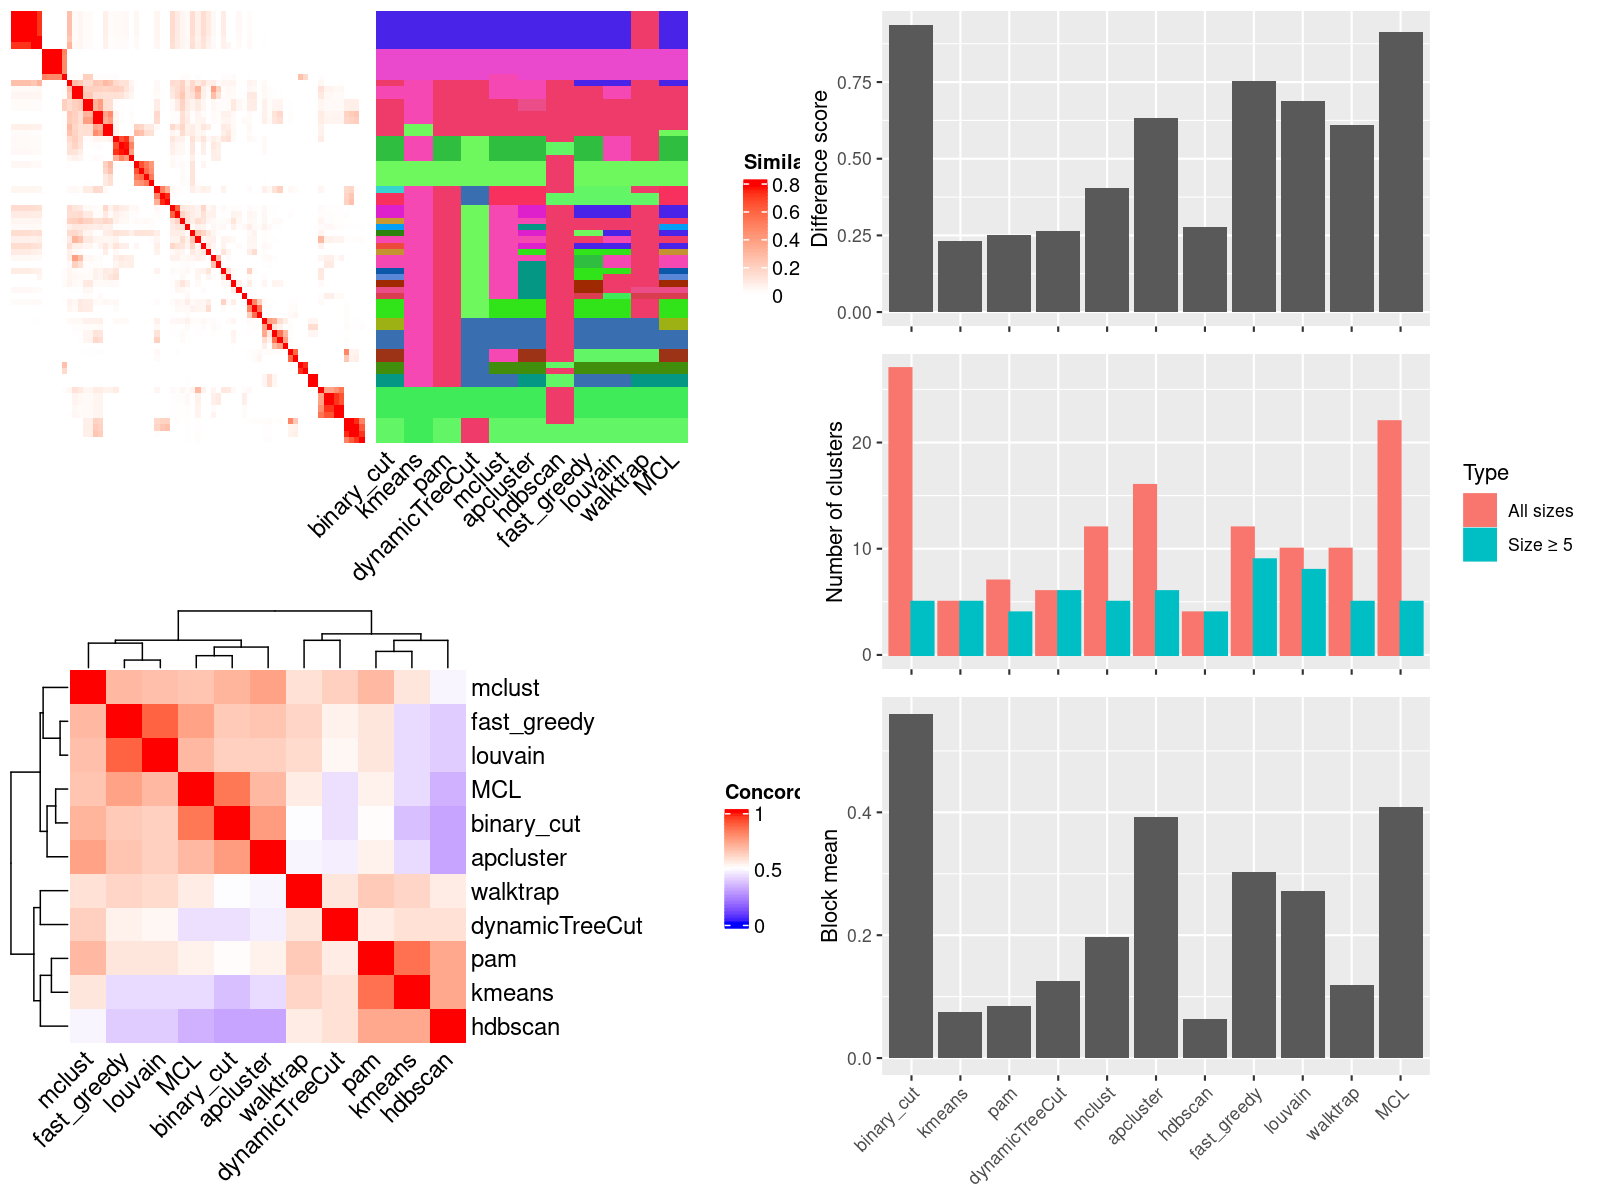 Simila
0.8
0.6
0.4
0.2
0
binary_cut
kmeans
pam
dynamicTreeCut
mclust
apcluster
hdbscan
fast_greedy
louvain
walktrap
MCL
mclust
fast_greedy
louvain
MCL
binary_cut
apcluster
walktrap
dynamicTreeCut
pam
kmeans
hdbscan
Concord
1
0.5
0
mclust
fast_greedy
louvain
MCL
binary_cut
apcluster
walktrap
dynamicTreeCut
pam
kmeans
hdbscan
Difference score
0.75
0.50
0.25
0.00
Number of clusters
20
10
0
Type
All sizes
Size ≥ 5
Block mean
0.4
0.2
0.0
binary_cut
kmeans
pam
dynamicTreeCut
mclust
apcluster
hdbscan
fast_greedy
louvain
walktrap
MCL